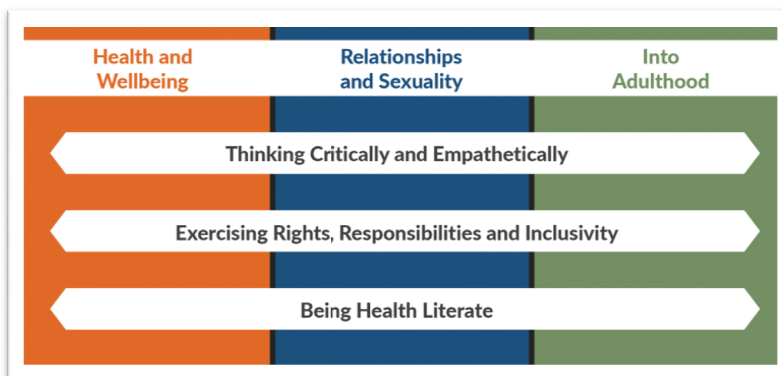 Health and
Wellbeing
Relationships
and Sexuality
Into
Adulthood
Thinking Critically and Empathetically
Exercising Rights, Responsibilities and Inclusivity
Being Health Literate